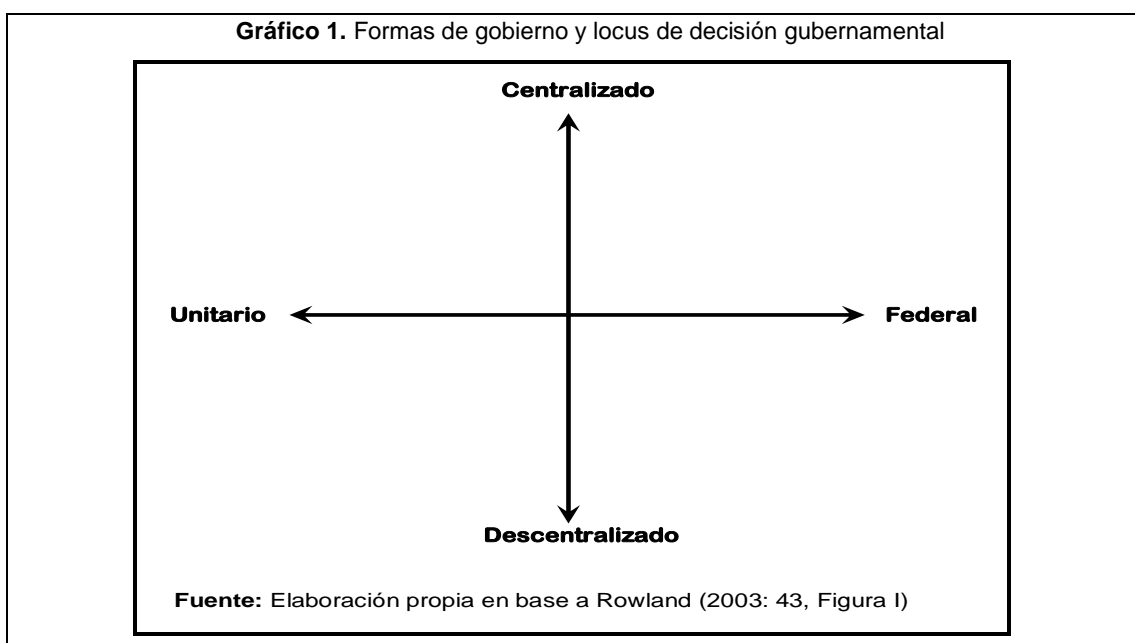 Gráfico 1. Formas de gobierno y locus de decisión gubernamental
Centralizado
Unitario
Federal
Descentralizado
Fuente: Elaboración propia en base a Rowland (2003: 43, Figura I)